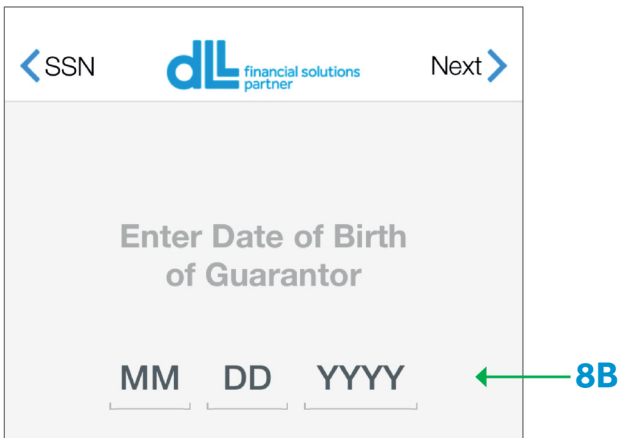 SSN
dLL financial solutions
partner
Next
Enter Date of Birth
of Guarantor
MM DD YYYY
8B